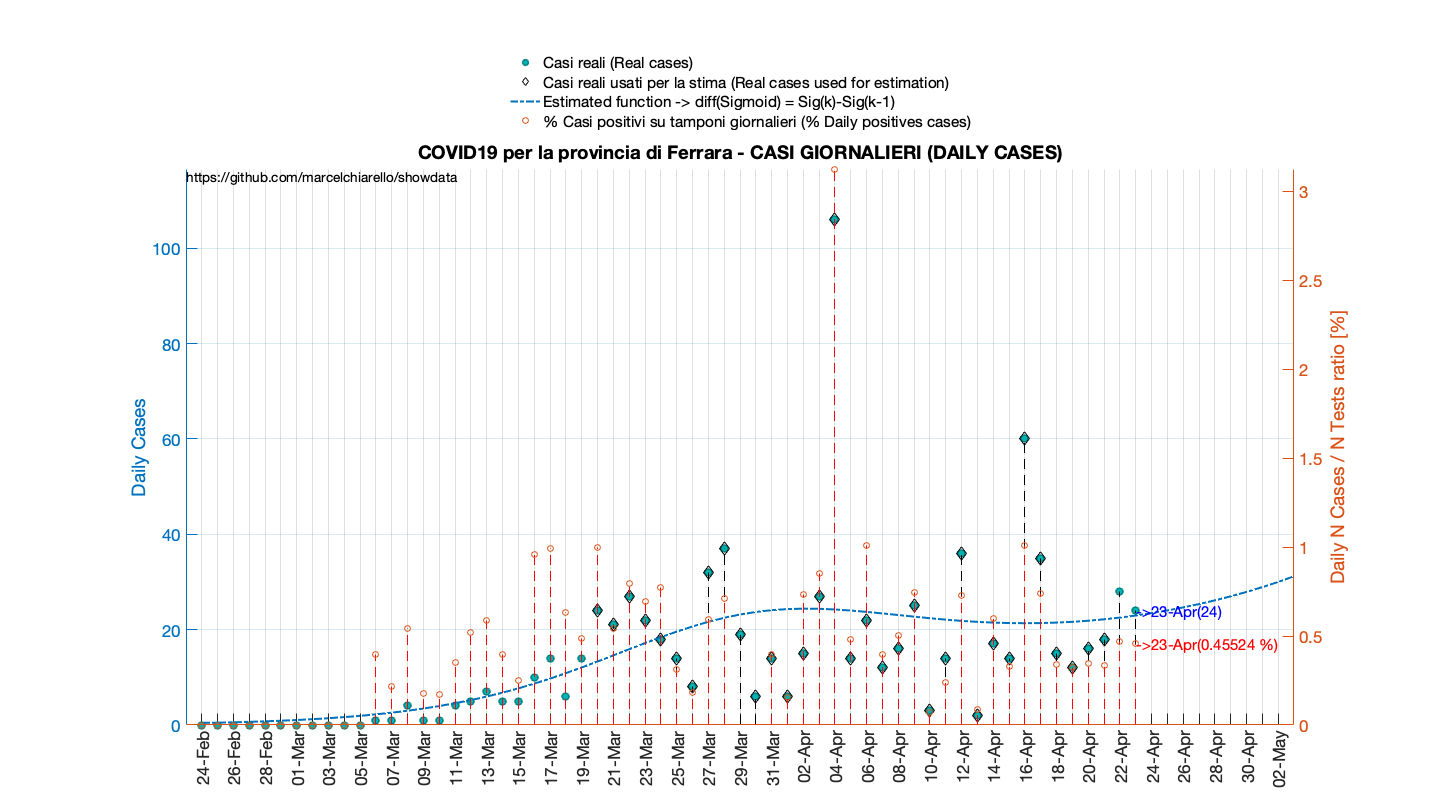 Casi reali (Real cases)
Casi reali usati per la stima (Real cases used for estimation)
Estimated function -> diff(Sigmoid) = Sig(k)-Sig(k-1)
% Casi positivi su tamponi giornalieri (% Daily positives cases)
COVID19 per la provincia di Ferrara - CASI GIORNALIERI (DAILY CASES)
https://github.com/marcelchiarello/showdata
Daily Cases
100
80
60
40
20
0
3
2.5
2
1.5
1
0.5
0
Daily N Cases / N Tests ratio [%]
->23-Apr(24)
->23-Apr(0.45524 %)
24-Feb
26-Feb
28-Feb
01-Mar
03-Mar
05-Mar
07-Mar
09-Mar
11-Mar
13-Mar
15-Mar
17-Mar
19-Mar
21-Mar
23-Mar
25-Mar
27-Mar
29-Mar
31-Mar
02-Apr
04-Apr
06-Apr
08-Apr
10-Apr
12-Apr
14-Apr
16-Apr
18-Apr
20-Apr
22-Apr
24-Apr
26-Apr
28-Apr
30-Apr
02-May